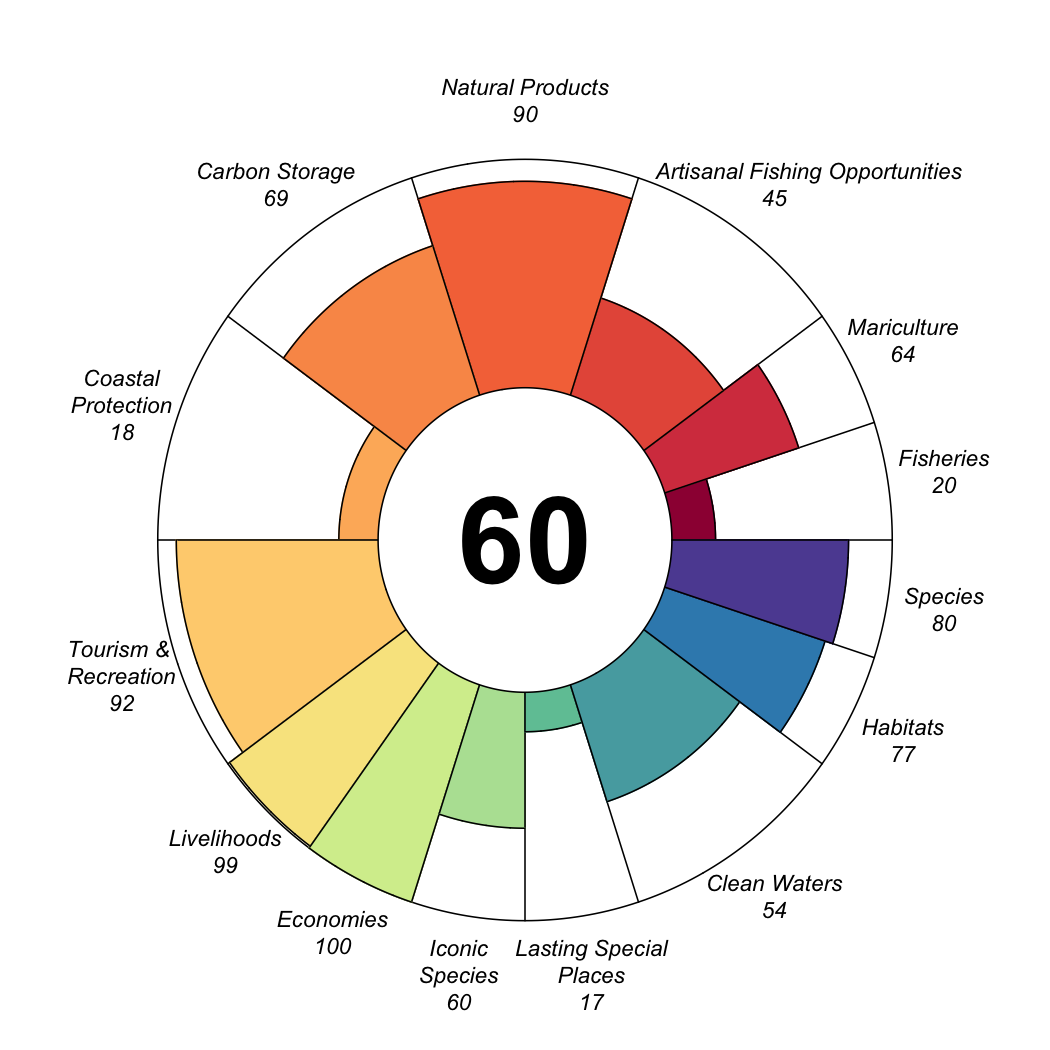 Natural Products
90
Carbon Storage
69
Artisanal Fishing Opportunities
45
Mariculture
64
Coastal
Protection
18
Fisheries
20
60
Species
80
Tourism &
Recreation
92
Habitats
77
Livelihoods
99
Clean Waters
54
Economies
100
Iconic
Species
60
Lasting Special
Places
17